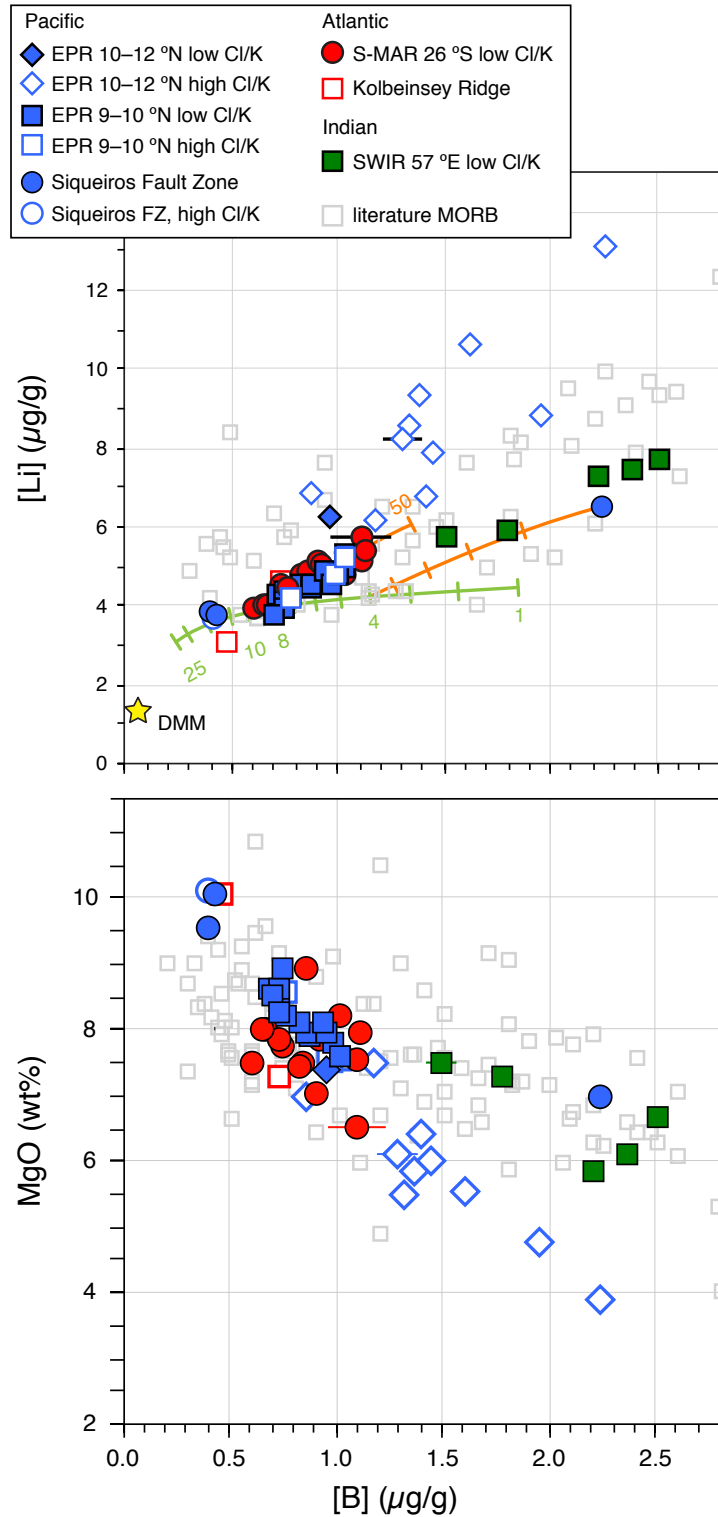 Pacific
EPR 10–12 ºN low Cl/K
EPR 10–12 ºN high Cl/K
EPR 9–10 ºN low Cl/K
EPR 9–10 ºN high Cl/K
Siqueiros Fault Zone
Siqueiros FZ, high Cl/K
Atlantic
S-MAR 26 ºS low Cl/K
Kolbeinsey Ridge
Indian
SWIR 57 ºE low Cl/K
literature MORB
[Li] (µg/g)
12
10
8
6
4
2
0
50
25
10
8
4
1
DMM
MgO (wt%)
10
8
6
4
2
0.0 0.5 1.0 1.5 2.0 2.5
[B] (µg/g)